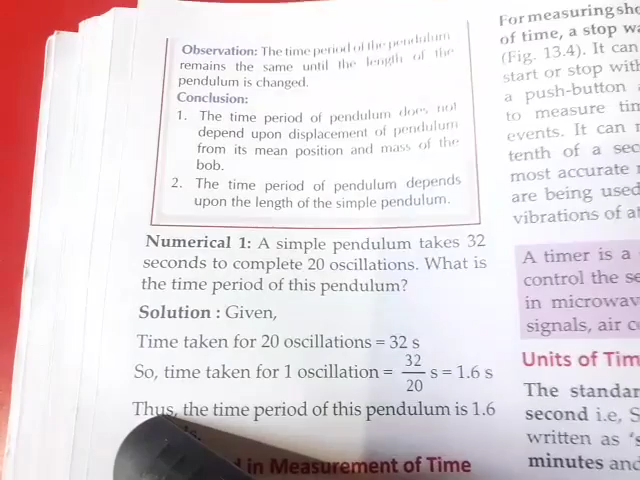 Observation: The time period of the pendulum
remains the same until the length of the
pendulum is changed.
Conclusion:
1. The time period of pendulum does not
depend upon displacement of pendulum
from its mean position and mass of the
bob.
2. The time period of pendulum depends
upon the length of the simple pendulum.
Numerical 1: A simple pendulum takes 32
seconds to complete 20 oscillations. What is
the time period of this pendulum?
Solution : Given,
Time taken for 20 oscillations = 32 s
So, time taken for 1 oscillation = 32/20 s = 1.6 s
Thus, the time period of this pendulum is 1.6
in Measurement of Time
For measuring
of time, a stop
(Fig. 13.4). It can
start or stop with
a push-button
to measure
events. It can
tenth of a
most accurate
are being used
vibrations of
A timer is a
control the
in
signals, air
Units of
The
second i.e,
written as
minutes and